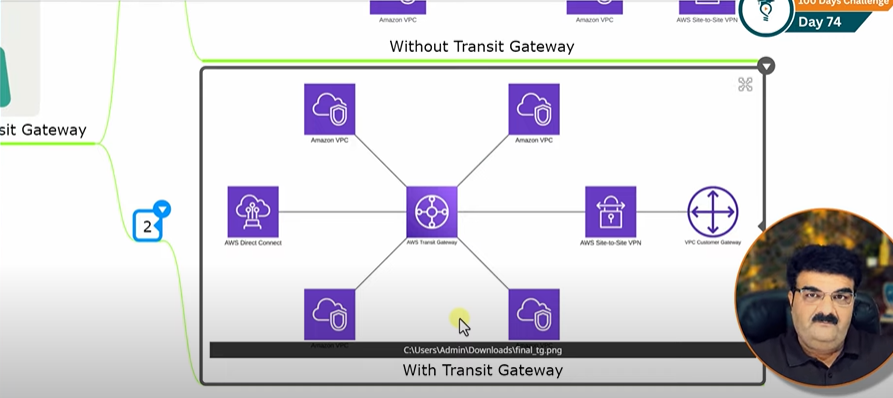 100 Days Challenge
Day 74
Amazon VPC
Amazon VPC
AWS Site-to-Site VPN
Without Transit Gateway
sit Gateway
2
Amazon VPC
Amazon VPC
AWS Direct Connect
AWS Transit Gateway
AWS Site-to-Site VPN
VPC Customer Gateway
Amazon VPC
C:\Users\Admin\Downloads\final_tg.png
With Transit Gateway